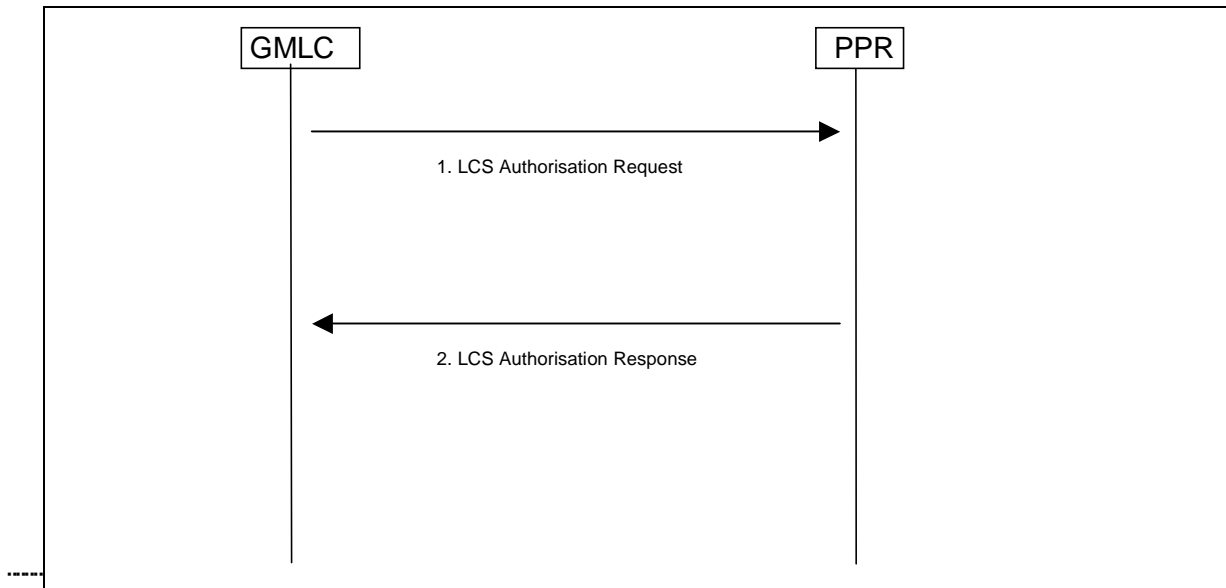 GMLC
PPR
1. LCS Authorisation Request
2. LCS Authorisation Response